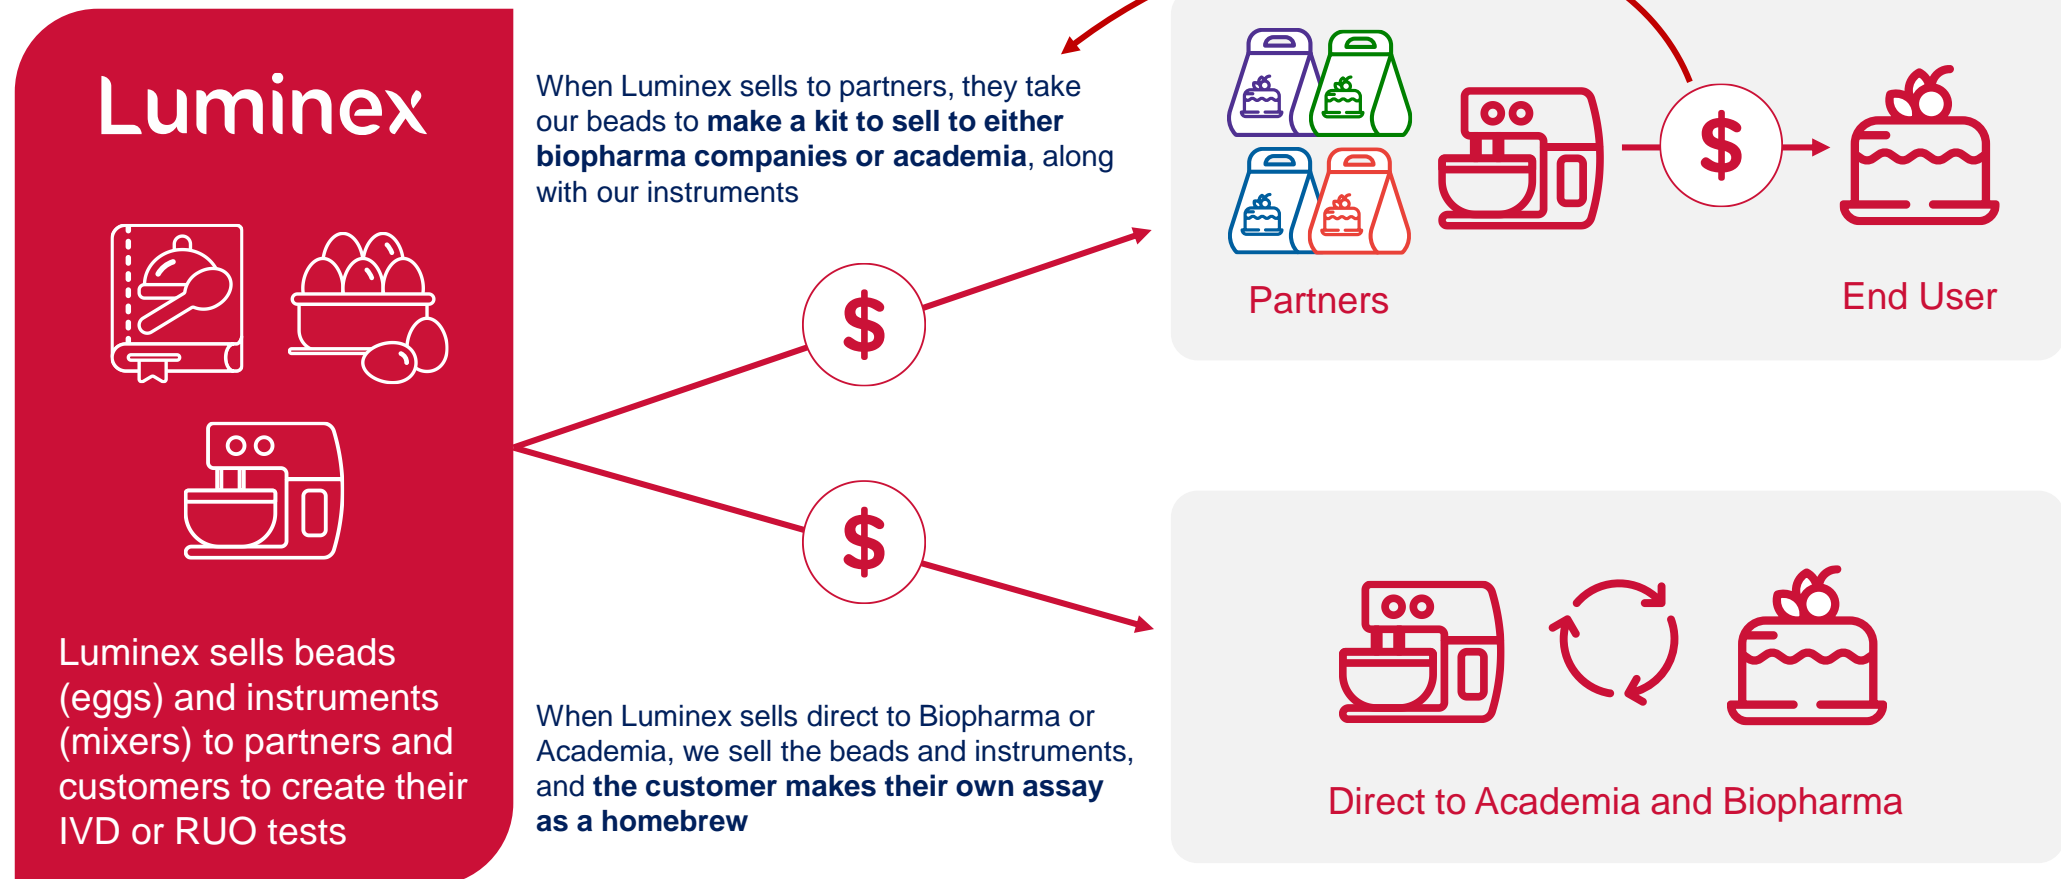 Luminex
Luminex sells beads
(eggs) and instruments
(mixers) to partners and
customers to create their
IVD or RUO tests
When Luminex sells to partners, they take
our beads to make a kit to sell to either
biopharma companies or academia, along
with our instruments
$
$
Partners
End User
$
When Luminex sells direct to Biopharma or
Academia, we sell the beads and instruments,
and the customer makes their own assay
as a homebrew
Direct to Academia and Biopharma